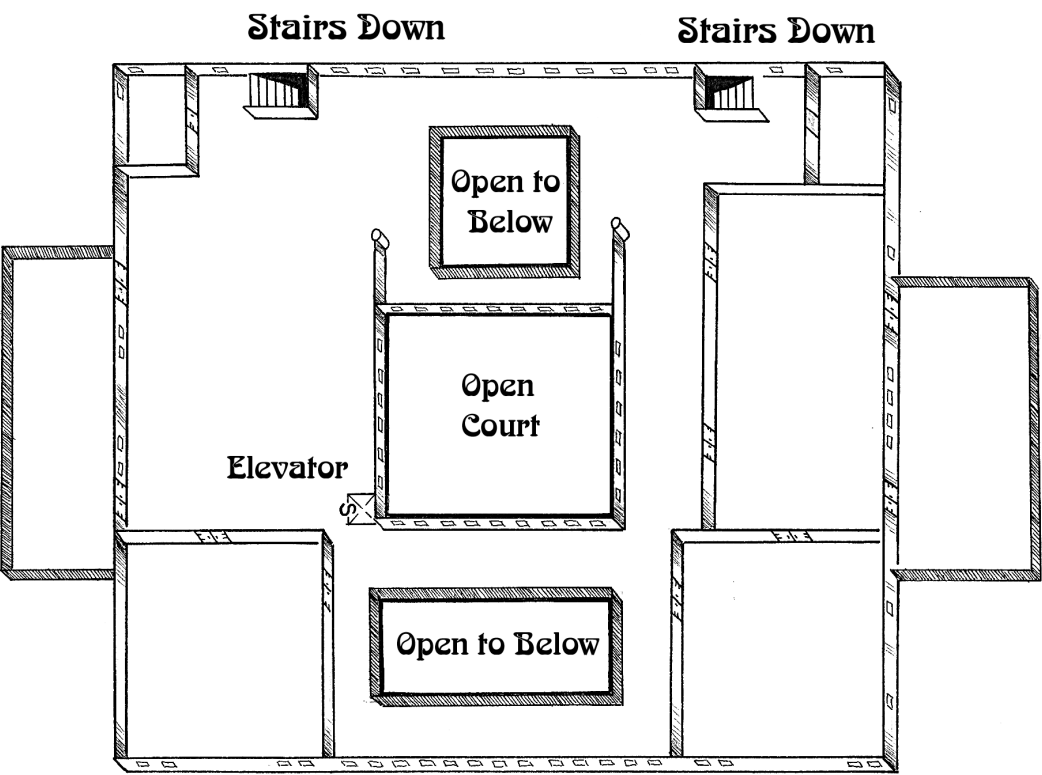 Stairs Down
Stairs Down
Open to
Below
Open
Court
Elevator
S
Open to Below